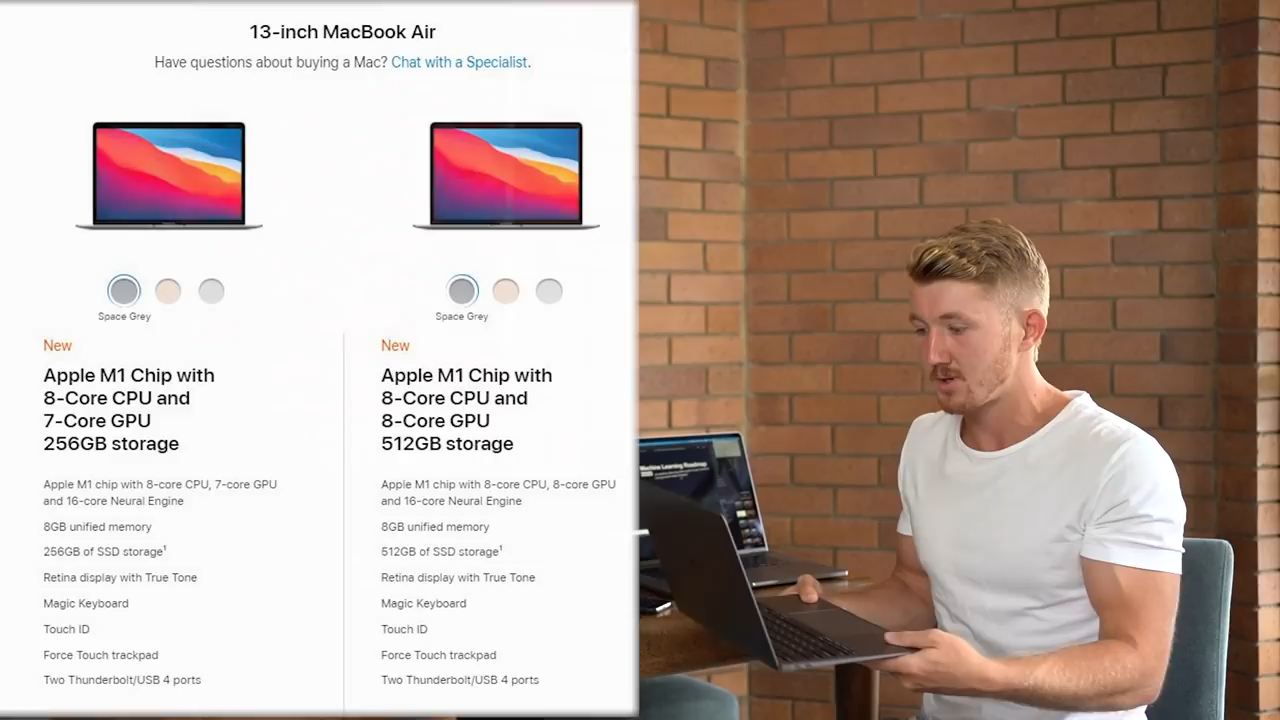 13-inch MacBook Air
Have questions about buying a Mac? Chat with a Specialist.
Space Grey
New
Apple M1 Chip with
8-Core CPU and
7-Core GPU
256GB storage
Apple M1 chip with 8-core CPU, 7-core GPU
and 16-core Neural Engine
8GB unified memory
256GB of SSD storage¹
Retina display with True Tone
Magic Keyboard
Touch ID
Force Touch trackpad
Two Thunderbolt/USB 4 ports
Space Grey
New
Apple M1 Chip with
8-Core CPU and
8-Core GPU
512GB storage
Apple M1 chip with 8-core CPU, 8-core GPU
and 16-core Neural Engine
8GB unified memory
512GB of SSD storage¹
Retina display with True Tone
Magic Keyboard
Touch ID
Force Touch trackpad
Two Thunderbolt/USB 4 ports
Machine Learning Roadmap